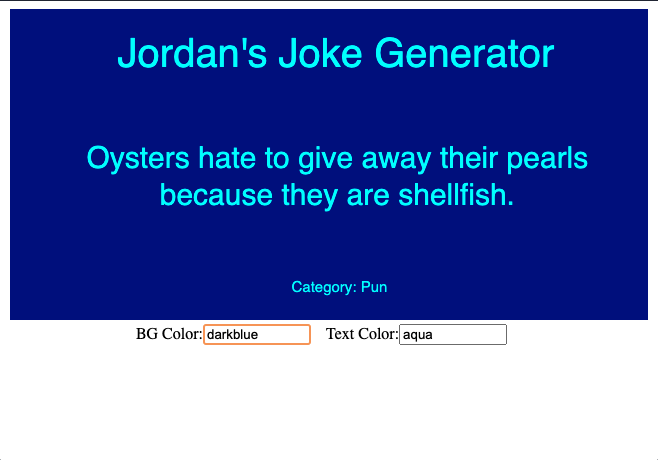 Jordan's Joke Generator
Oysters hate to give away their pearls
because they are shellfish.
Category: Pun
BG Color: darkblue Text Color: aqua